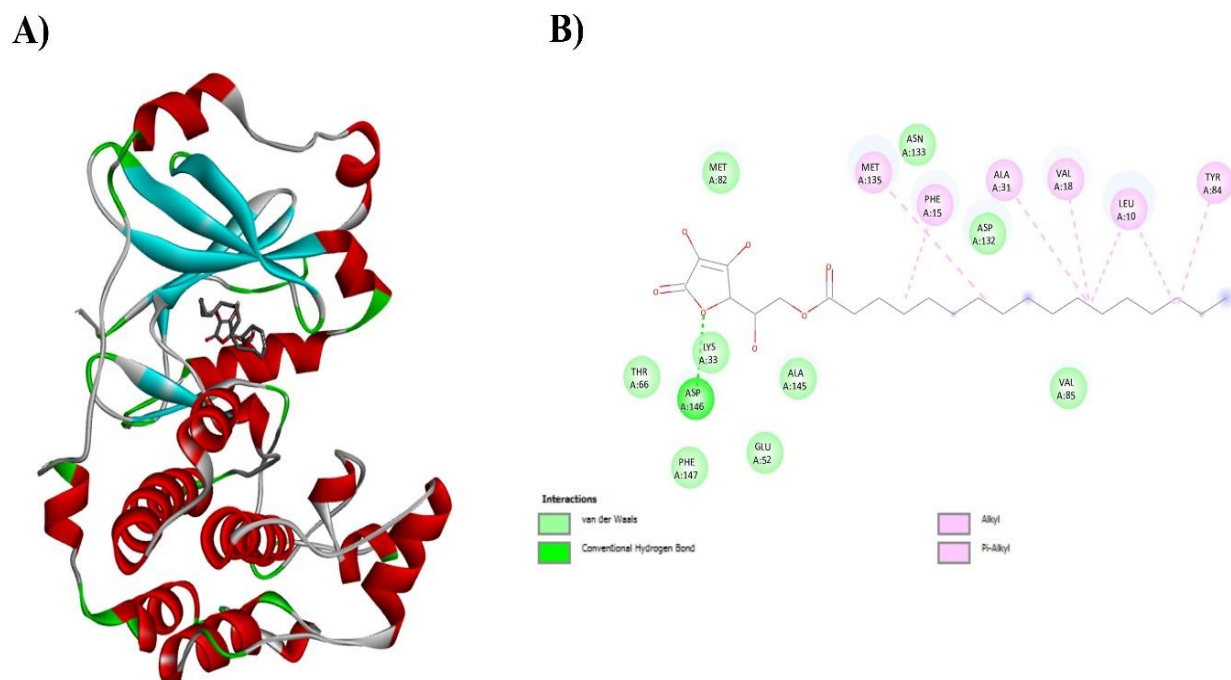 A)
B)
ASN
A:133
MET
A:82
MET
A:135
PHE
A:15
ALA
A:31
VAL
A:18
LEU
A:10
TYR
A:84
ASP
A:132
O
O
O
O
O
O
O
LYS
A:33
THR
A:66
ASP
A:146
ALA
A:145
VAL
A:85
GLU
A:52
PHE
A:147
Interactions
van der Waals
Conventional Hydrogen Bond
Alkyl
Pi-Alkyl